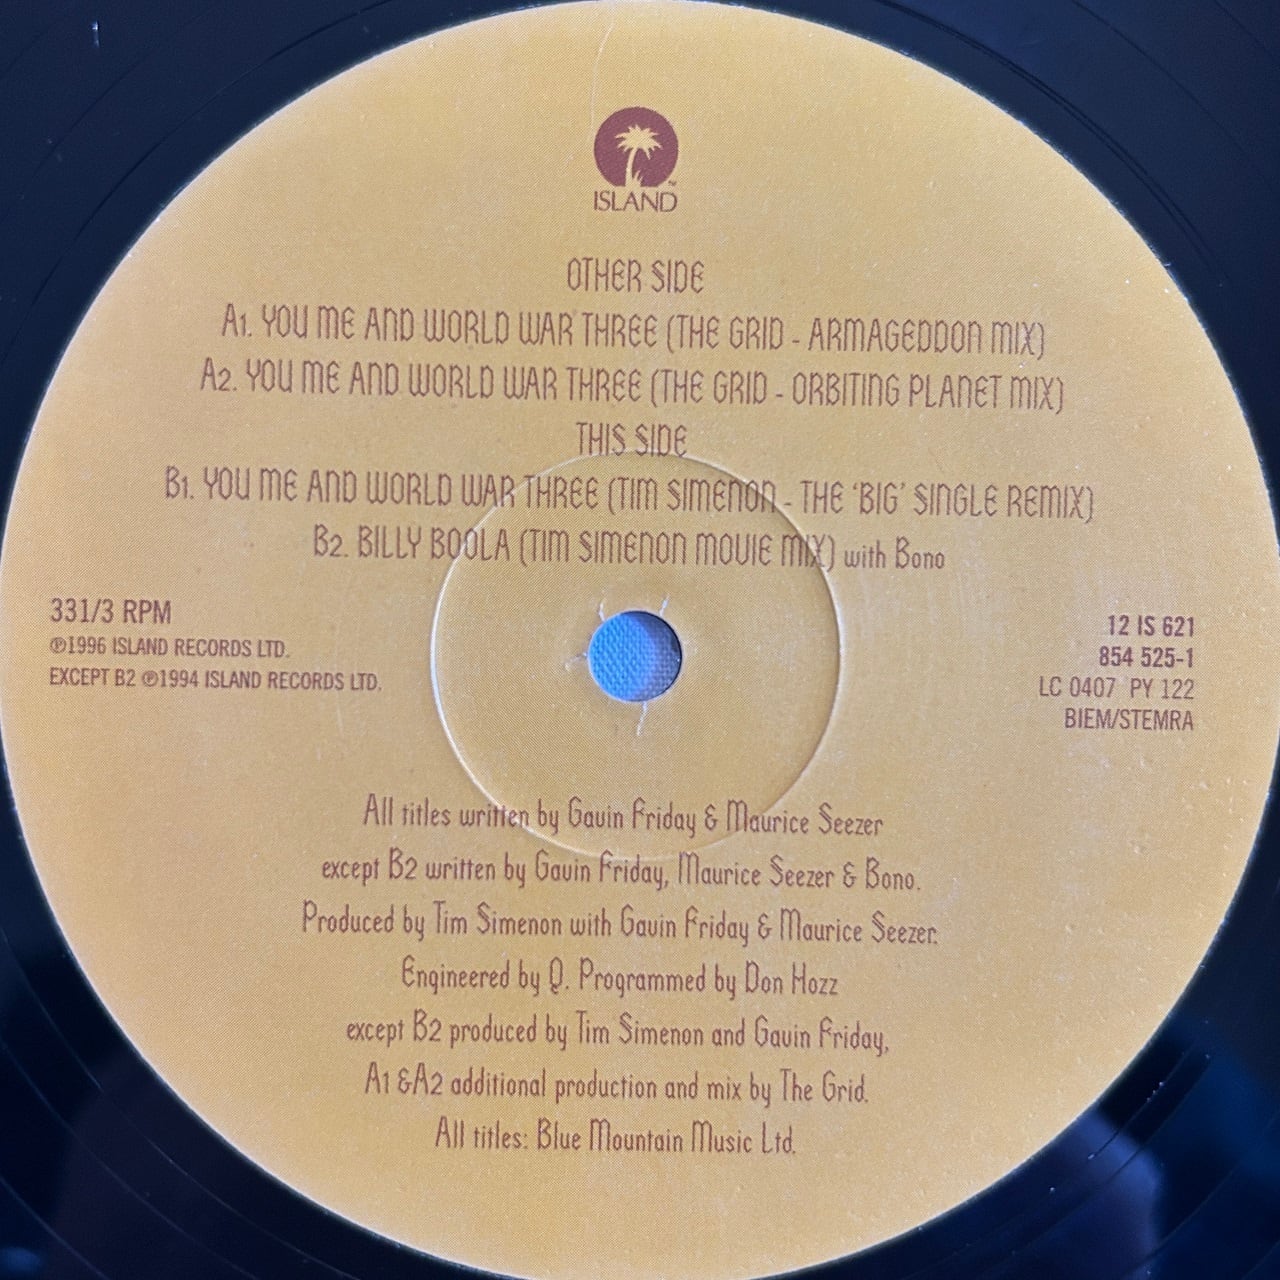 ISLAND
OTHER SIDE
A1. YOU ME AND WORLD WAR THREE (THE GRID - ARMAGEDDON MIX)
A2. YOU ME AND WORLD WAR THREE (THE GRID - ORBITING PLANET MIX)
THIS SIDE
B1. YOU ME AND WORLD WAR THREE (TIM SIMENON - THE ‘BIG’ SINGLE REMIX)
B2. BILLY BOOLA (TIM SIMENON MOVIE MIX) with Bono
331/3 RPM
℗1996 ISLAND RECORDS LTD.
EXCEPT B2 ℗1994 ISLAND RECORDS LTD.
12 IS 621
854 525-1
LC 0407 PY 122
BIEM/STEMRA
All titles written by Gavin Friday & Maurice Seezer
except B2 written by Gavin Friday, Maurice Seezer & Bono.
Produced by Tim Simenon with Gavin Friday & Maurice Seezer.
Engineered by Q. Programmed by Don Hozz
except B2 produced by Tim Simenon and Gavin Friday,
A1 &A2 additional production and mix by The Grid.
All titles: Blue Mountain Music Ltd.